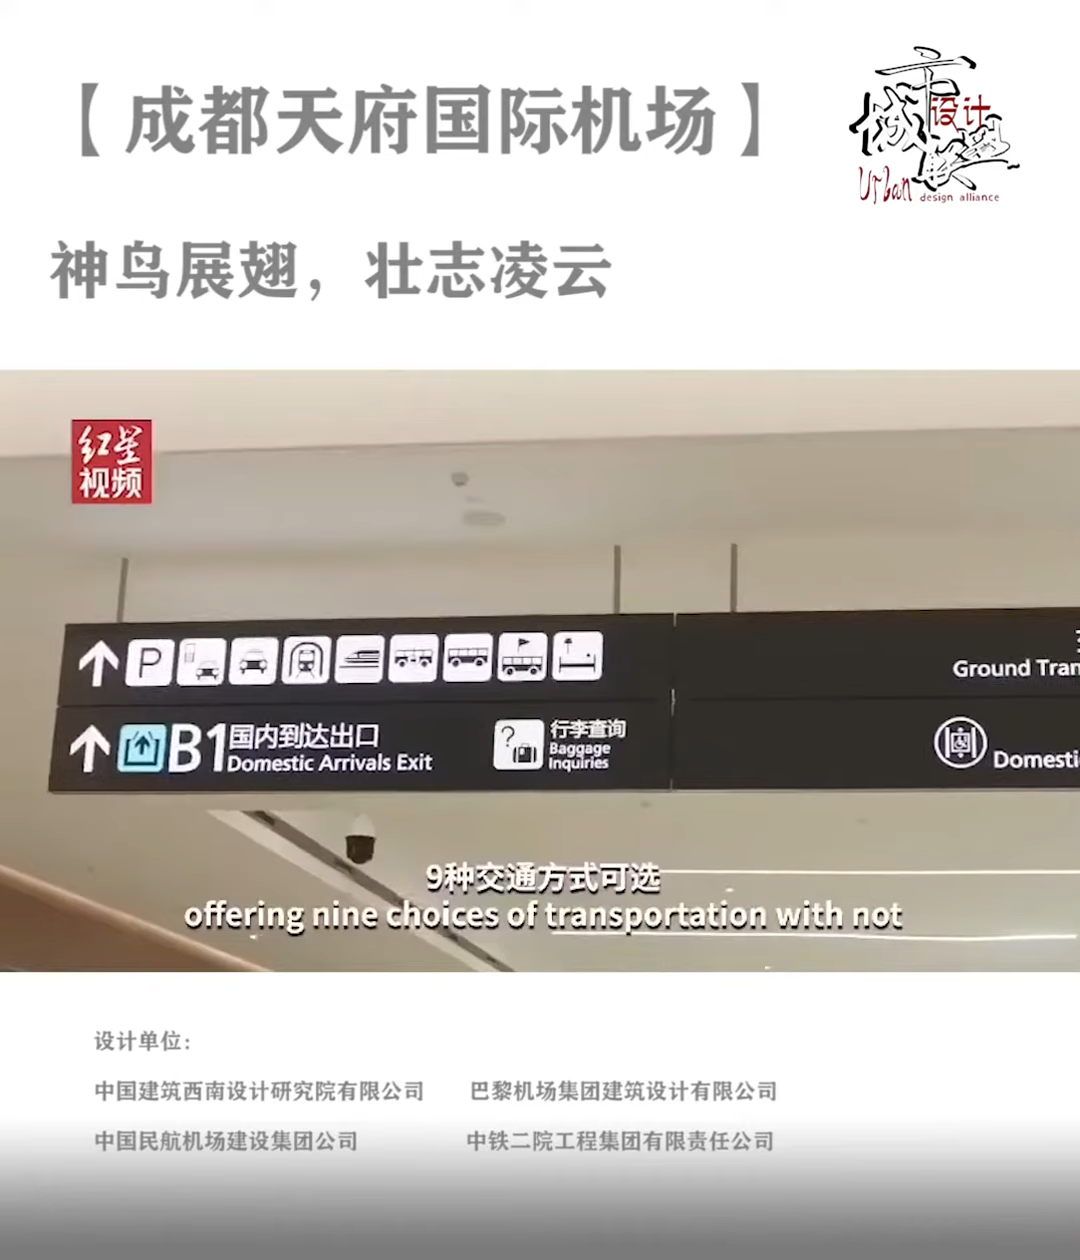 【成都天府国际机场】
市
城 设计
联盟
Urban design alliance
神鸟展翅，壮志凌云
红星
视频
P
Ground Tran
B1 国内到达出口
Domestic Arrivals Exit
行李查询
Baggage
Inquiries
Domesti
9种交通方式可选
offering nine choices of transportation with not
设计单位：
中国建筑西南设计研究院有限公司 巴黎机场集团建筑设计有限公司
中国民航机场建设集团公司 中铁二院工程集团有限责任公司